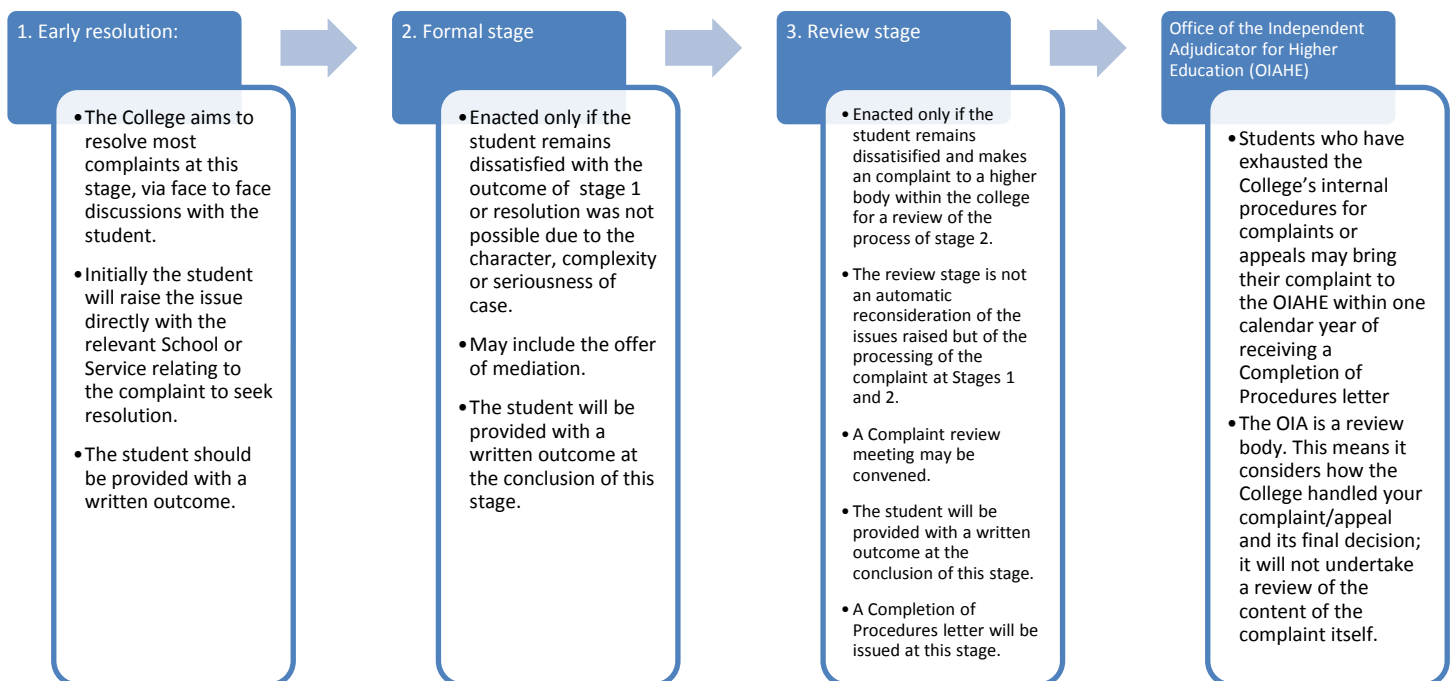 1. Early resolution:
•The College aims to
resolve most
complaints at this
stage, via face to face
discussions with the
student.
•Initially the student
will raise the issue
directly with the
relevant School or
Service relating to
the complaint to seek
resolution.
•The student should
be provided with a
written outcome.
2. Formal stage
•Enacted only if the
student remains
dissatisfied with the
outcome of stage 1
or resolution was not
possible due to the
character, complexity
or seriousness of
case.
•May include the offer
of mediation.
•The student will be
provided with a
written outcome at
the conclusion of this
stage.
3. Review stage
•Enacted only if the
student remains
dissatisified and makes
an complaint to a higher
body within the college
for a review of the
process of stage 2.
•The review stage is not
an automatic
reconsideration of the
issues raised but of the
processing of the
complaint at Stages 1
and 2.
•A Complaint review
meeting may be
convened.
•The student will be
provided with a written
outcome at the
conclusion of this stage.
•A Completion of
Procedures letter will be
issued at this stage.
Office of the Independent
Adjudicator for Higher
Education (OIAHE)
•Students who have
exhausted the
College's internal
procedures for
complaints or
appeals may bring
their complaint to
the OIAHE within one
calendar year of
receiving a
Completion of
Procedures letter
•The OIA is a review
body. This means it
considers how the
College handled your
complaint/appeal
and its final decision;
it will not undertake
a review of the
content of the
complaint itself.